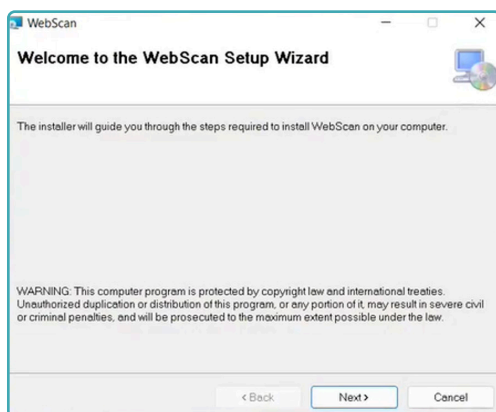 WebScan
Welcome to the WebScan Setup Wizard
The installer will guide you through the steps required to install WebScan on your computer.
WARNING: This computer program is protected by copyright law and international treaties.
Unauthorized duplication or distribution of this program, or any portion of it, may result in severe civil
or criminal penalties, and will be prosecuted to the maximum extent possible under the law.
< Back
Next >
Cancel